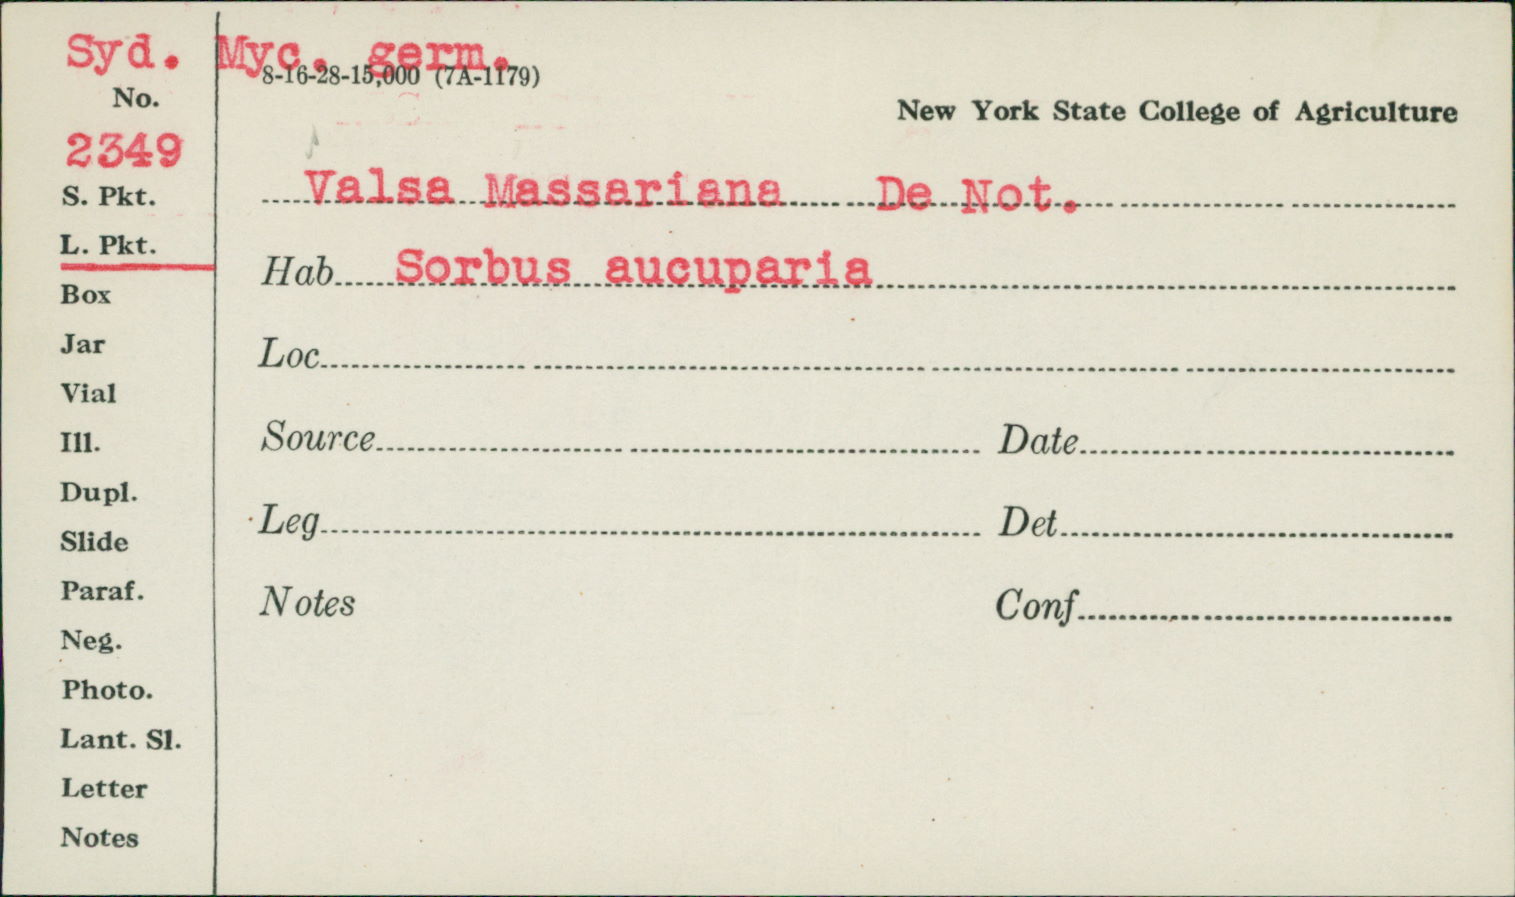 Syd. Myc. germ.
8-16-28-15,000 (7A-1179)
No.
New York State College of Agriculture
2349
S. Pkt.
Valsa Massariana De Not.
L. Pkt.
Hab Sorbus aucuparia
Box
Jar
Loc
Vial
Ill.
Source Date
Dupl.
Leg Det
Slide
Paraf.
Notes Conf
Neg.
Photo.
Lant. Sl.
Letter
Notes